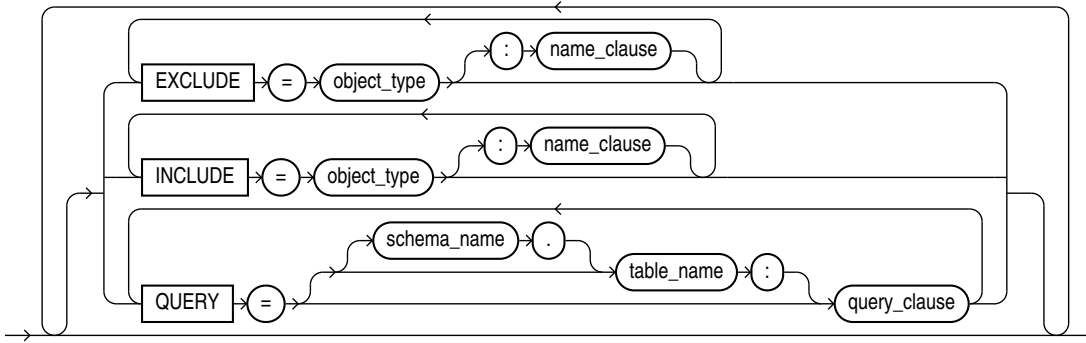 : name_clause
EXCLUDE = object_type
: name_clause
INCLUDE = object_type
schema_name .
table_name :
QUERY = query_clause